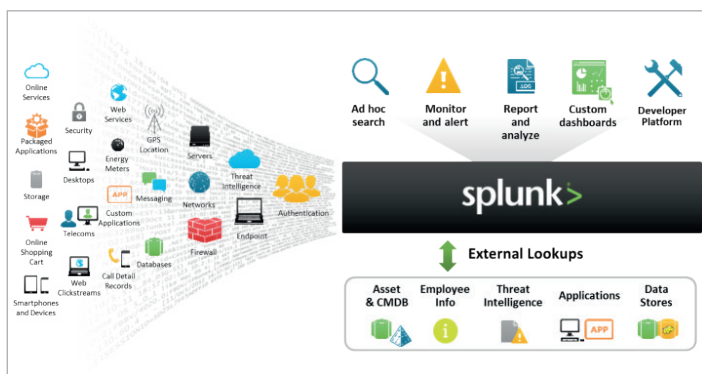 Online
Services
Packaged
Applications
Storage
Online
Shopping
Cart
Smartphones
and Devices
Security
Desktops
Telecoms
Web
Clickstreams
Web
Services
Energy
Meters
APP
Custom
Applications
Call Detail
Records
GPS
Location
Messaging
Databases
Servers
Networks
Firewall
Threat
Intelligence
Endpoint
Authentication
Ad hoc
search
Monitor
and alert
LOG
Report
and
analyze
Custom
dashboards
Developer
Platform
splunk>
External Lookups
Asset
& CMDB
Employee
Info
Threat
Intelligence
Applications
APP
Data
Stores